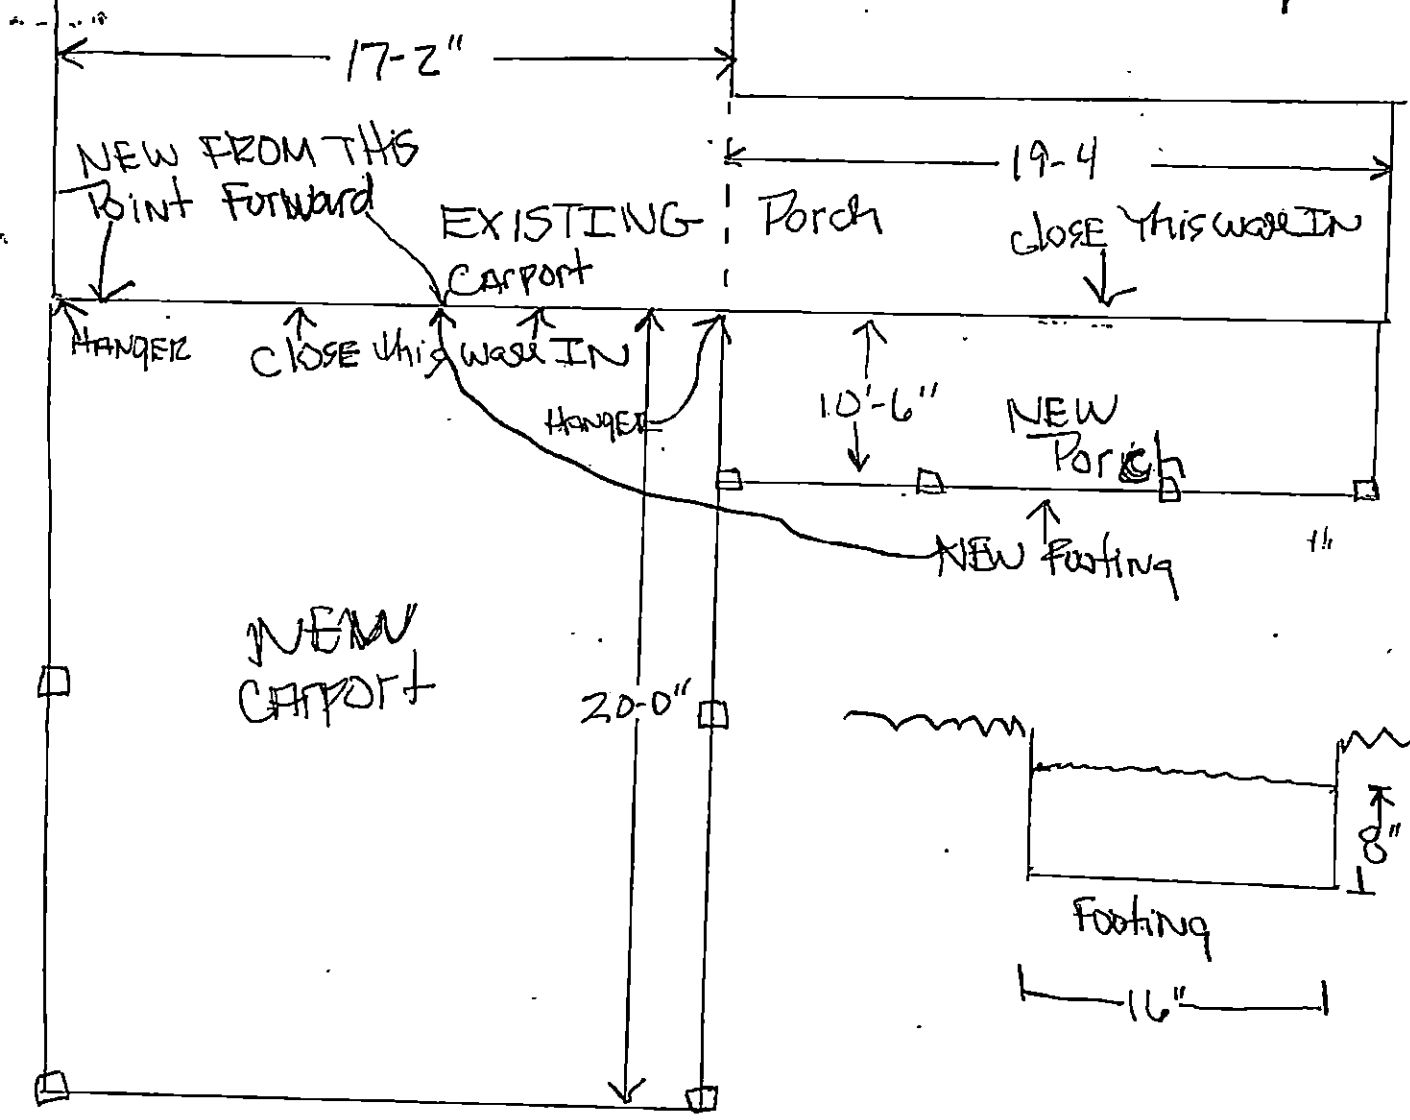 17-2"
NEW FROM THIS
Point Forward
19-4
EXISTING
Carport
Porch
close this wall IN
HANGER
Close this wall IN
HANGER
10'-6"
NEW
Porch
NEW Footing
NEW
CArport
20-0"
8"
Footing
16"